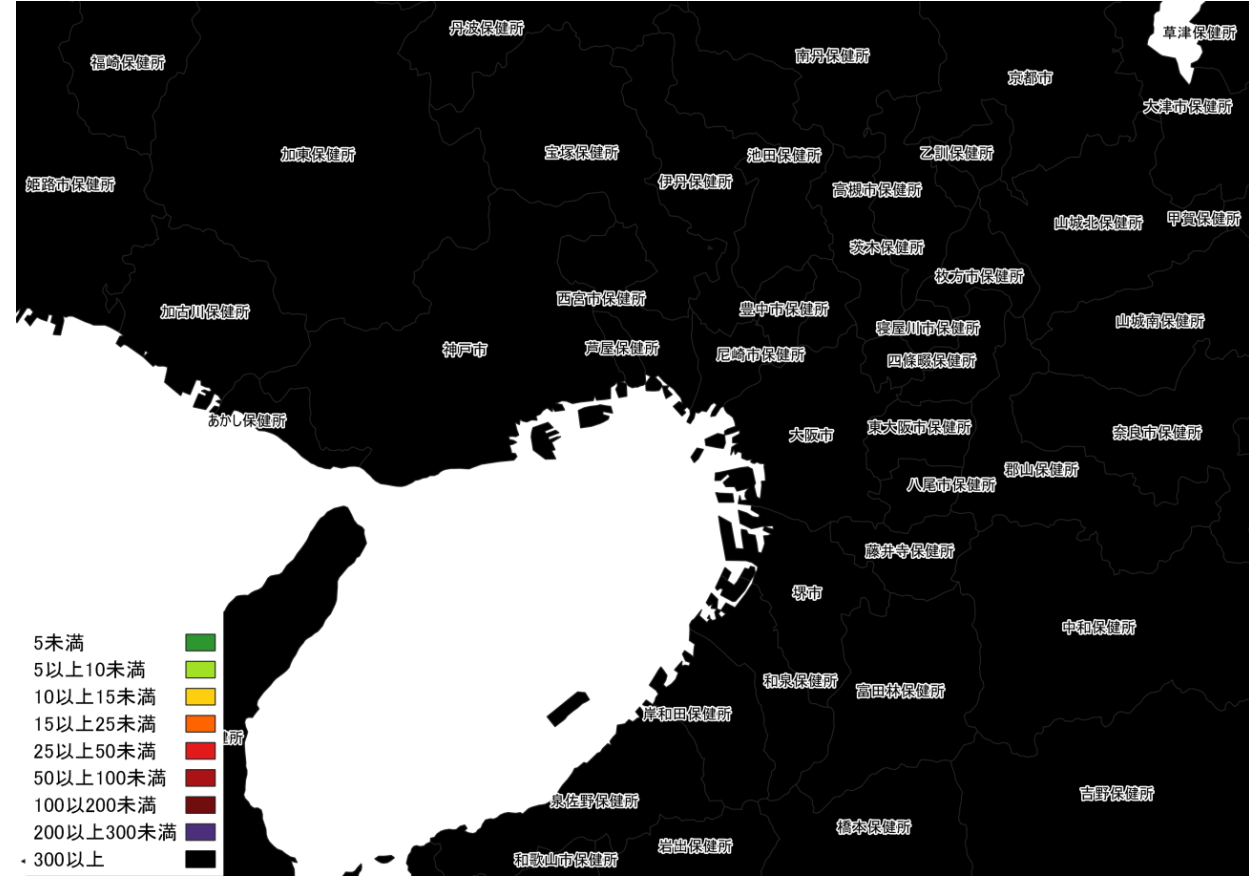 丹波保健所
草津保健所
福崎保健所
南丹保健所
京都市
大津市保健所
加東保健所
宝塚保健所
池田保健所
乙訓保健所
姫路市保健所
伊丹保健所
高槻市保健所
山城北保健所
甲賀保健所
茨木保健所
枚方市保健所
西宮市保健所
加古川保健所
豊中市保健所
山城南保健所
寝屋川市保健所
神戸市
芦屋保健所
尼崎市保健所
四條畷保健所
あかし保健所
大阪市
東大阪市保健所
奈良市保健所
郡山保健所
八尾市保健所
藤井寺保健所
堺市
中和保健所
和泉保健所
富田林保健所
岸和田保健所
健所
吉野保健所
泉佐野保健所
橋本保健所
岩出保健所
和歌山市保健所
5未満
5以上10未満
10以上15未満
15以上25未満
25以上50未満
50以上100未満
100以200未満
200以上300未満
300以上